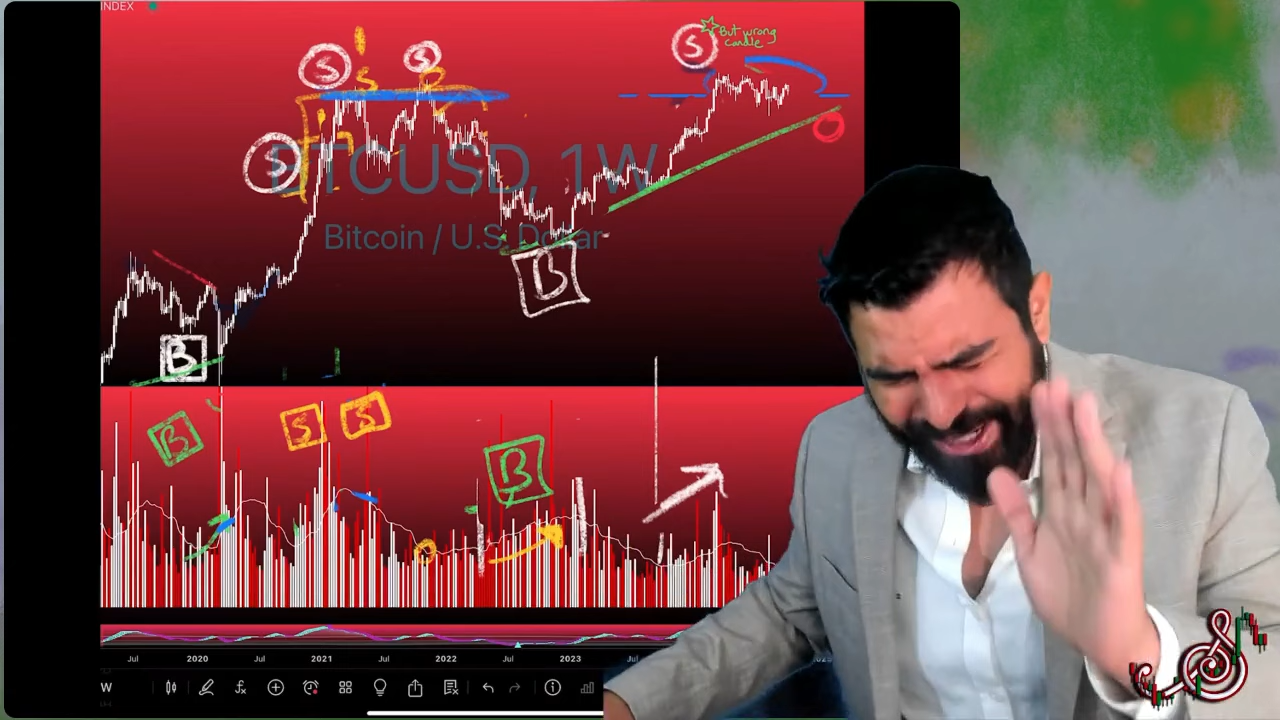 INDEX
S
S
S
But wrong
candle
BTCUSD, 1W
Bitcoin / U.S. Dollar
B
B
B
S
S
B
Jul
2020
Jul
2021
Jul
2022
Jul
2023
Jul
W